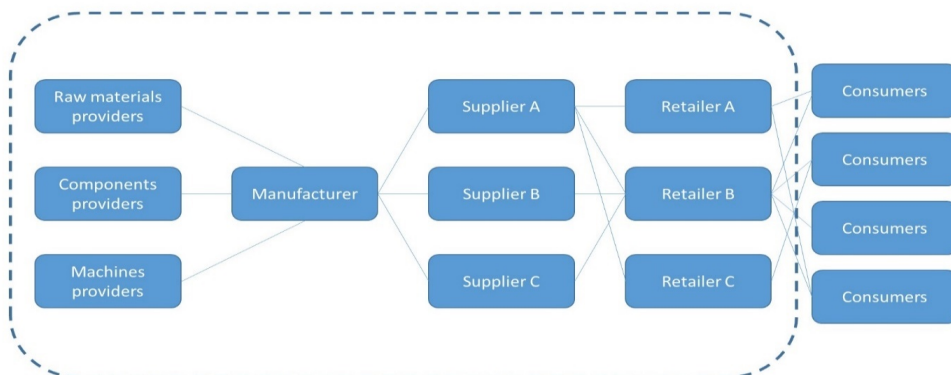 Raw materials
providers
Components
providers
Machines
providers
Manufacturer
Supplier A
Supplier B
Supplier C
Retailer A
Retailer B
Retailer C
Consumers
Consumers
Consumers
Consumers